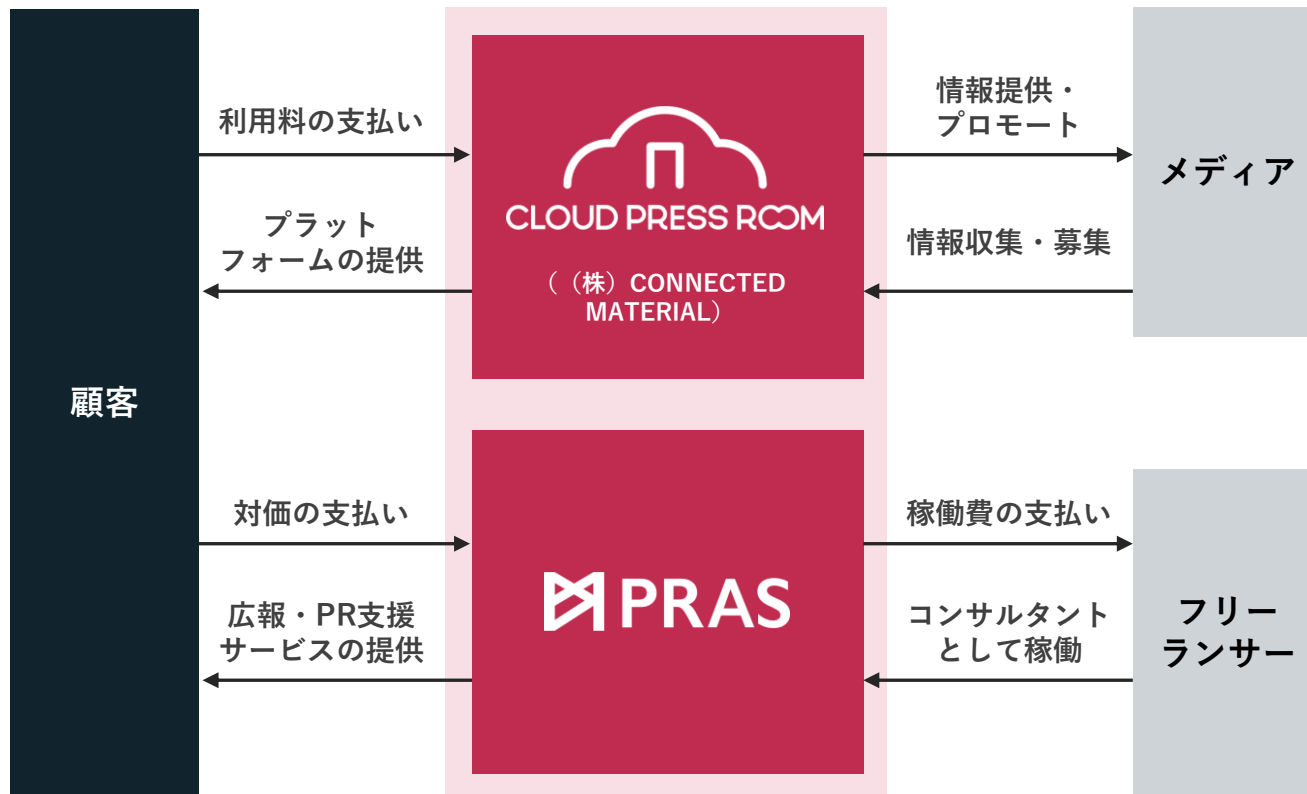 顧客
利用料の支払い
プラット
フォームの提供
CLOUD PRESS ROOM
（（株）CONNECTED
MATERIAL）
情報提供・
プロモート
情報収集・募集
メディア
対価の支払い
広報・PR支援
サービスの提供
PRAS
稼働費の支払い
コンサルタント
として稼働
フリー
ランサー